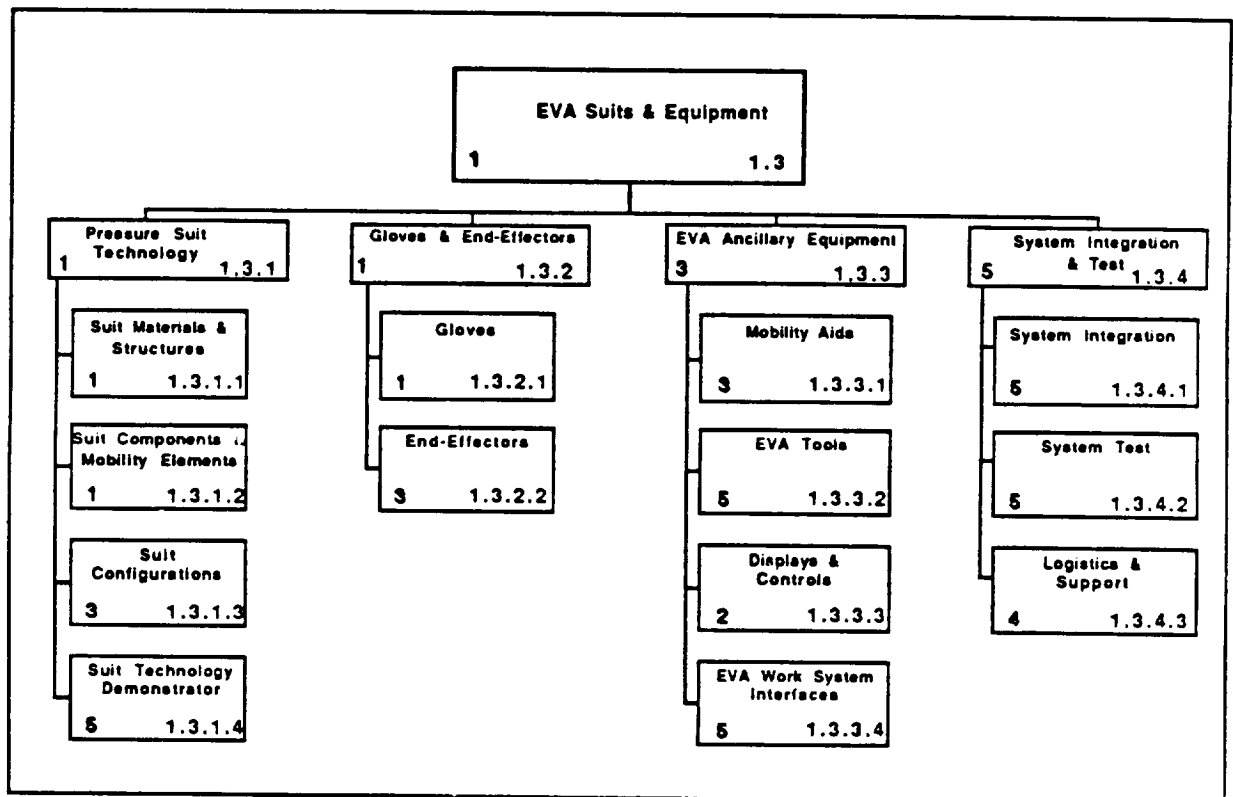 EVA Suits & Equipment
1 1.3
Pressure Suit
Technology
1 1.3.1
Suit Materials &
Structures
1 1.3.1.1
Suit Components
Mobility Elements
1 1.3.1.2
Suit
Configurations
3 1.3.1.3
Suit Technology
Demonstrator
5 1.3.1.4
Gloves & End-Effectors
1 1.3.2
Gloves
1 1.3.2.1
End-Effectors
3 1.3.2.2
EVA Ancillary Equipment
3 1.3.3
Mobility Aids
3 1.3.3.1
EVA Tools
5 1.3.3.2
Displays &
Controls
2 1.3.3.3
EVA Work System
Interfaces
5 1.3.3.4
System Integration
& Test
5 1.3.4
System Integration
5 1.3.4.1
System Test
5 1.3.4.2
Logistics &
Support
4 1.3.4.3